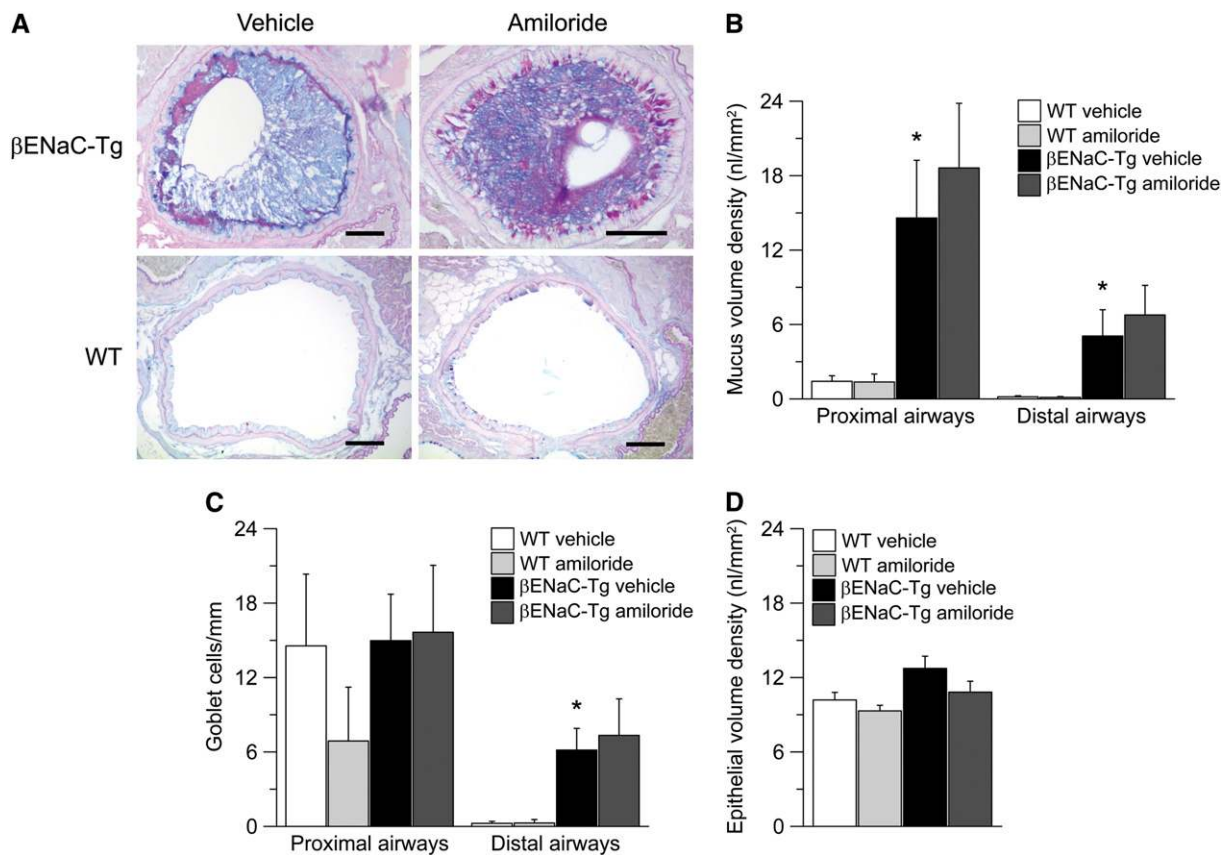 A
Vehicle
Amiloride
βENaC-Tg
WT
B
Mucus volume density (nl/mm²)
24
18
12
6
0
WT vehicle
WT amiloride
βENaC-Tg vehicle
βENaC-Tg amiloride
*
*
Proximal airways
Distal airways
C
Goblet cells/mm
24
18
12
6
0
WT vehicle
WT amiloride
βENaC-Tg vehicle
βENaC-Tg amiloride
*
Proximal airways
Distal airways
D
Epithelial volume density (nl/mm²)
24
18
12
6
0
WT vehicle
WT amiloride
βENaC-Tg vehicle
βENaC-Tg amiloride